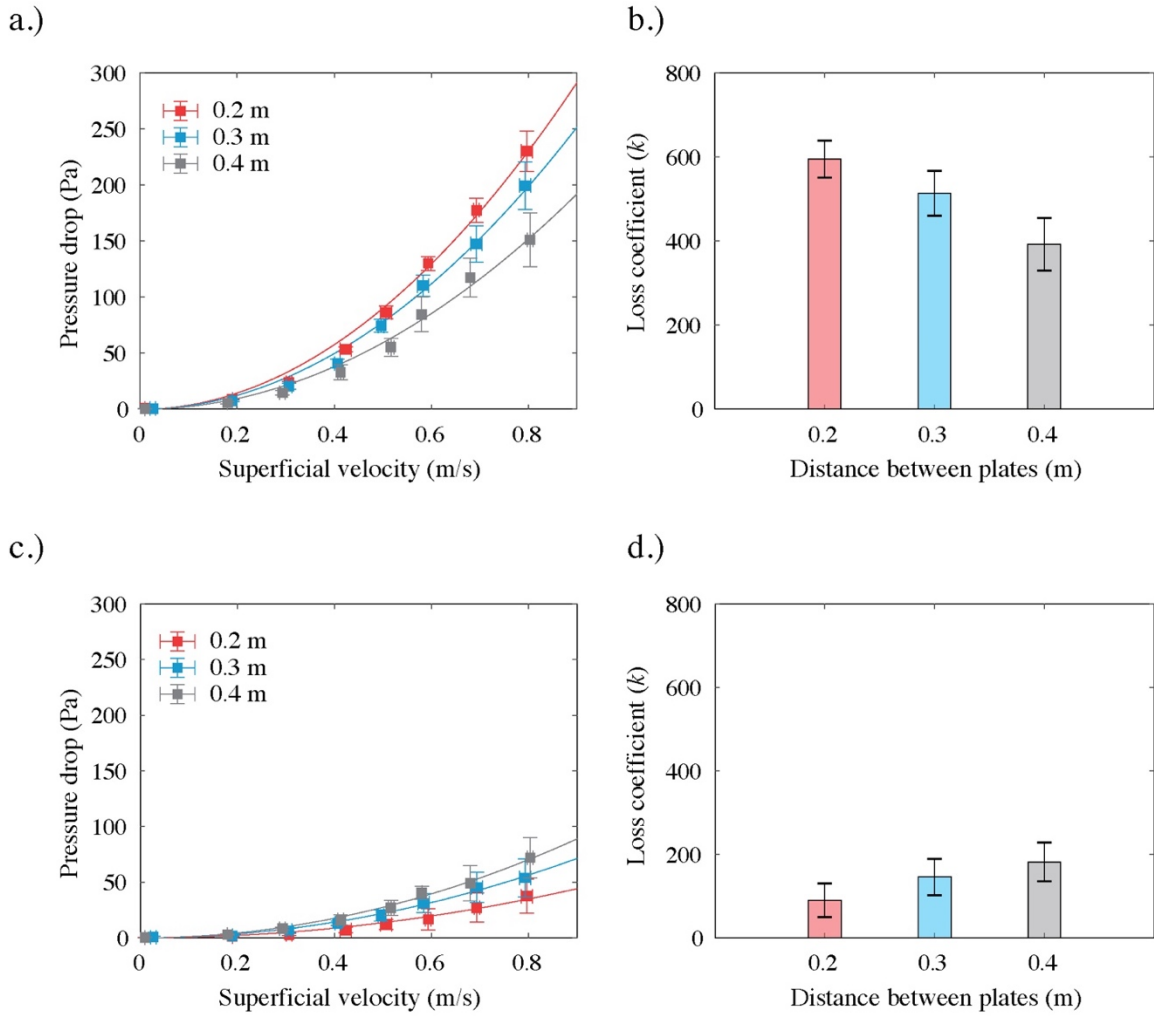 a.)
300
250
200
150
100
50
0
Pressure drop (Pa)
0.2 m
0.3 m
0.4 m
0 0.2 0.4 0.6 0.8
Superficial velocity (m/s)
b.)
800
600
400
200
0
Loss coefficient (k)
0.2 0.3 0.4
Distance between plates (m)
c.)
300
250
200
150
100
50
0
Pressure drop (Pa)
0.2 m
0.3 m
0.4 m
0 0.2 0.4 0.6 0.8
Superficial velocity (m/s)
d.)
800
600
400
200
0
Loss coefficient (k)
0.2 0.3 0.4
Distance between plates (m)